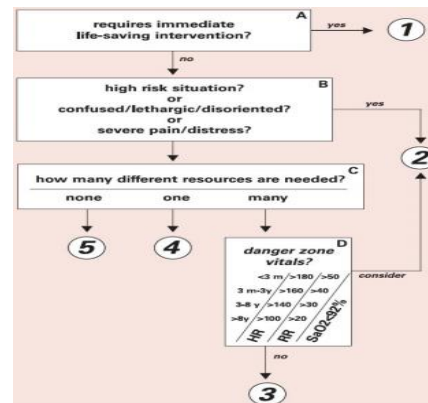 A
requires immediate
life-saving intervention?
yes
1
no
B
high risk situation?
or
confused/lethargic/disoriented?
or
severe pain/distress?
yes
2
C
how many different resources are needed?
none one many
5 4
D
danger zone
vitals?
<3 m >180 >50
3 m-3y >160 >40
3-8 y >140 >30
>8y >100 >20
HR RR SaO2<92%
consider
no
3